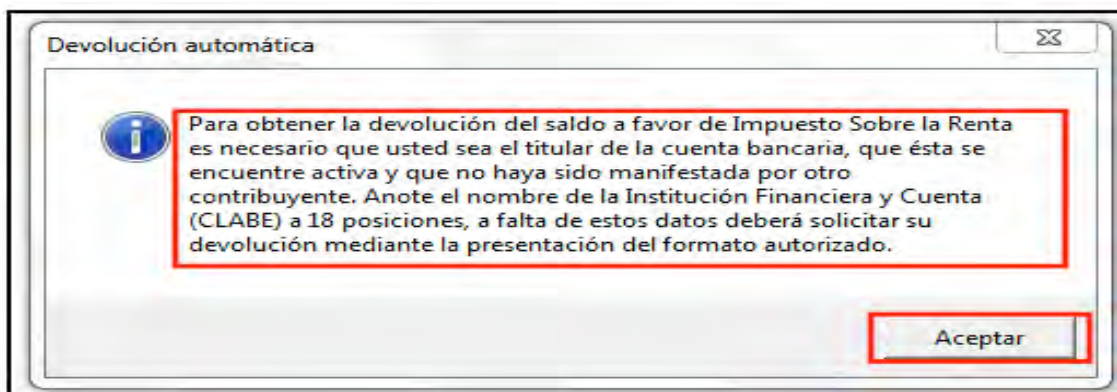 Devolución automática
Para obtener la devolución del saldo a favor de Impuesto Sobre la Renta
es necesario que usted sea el titular de la cuenta bancaria, que ésta se
encuentre activa y que no haya sido manifestada por otro
contribuyente. Anote el nombre de la Institución Financiera y Cuenta
(CLABE) a 18 posiciones, a falta de estos datos deberá solicitar su
devolución mediante la presentación del formato autorizado.
Aceptar